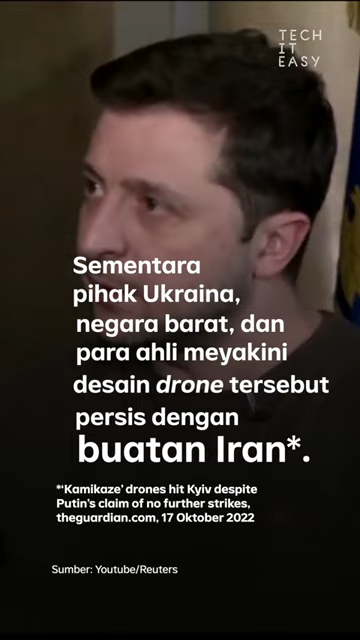 TECH
IT
EASY
Sementara
pihak Ukraina,
negara barat, dan
para ahli meyakini
desain drone tersebut
persis dengan
buatan Iran*.
*‘Kamikaze’ drones hit Kyiv despite
Putin’s claim of no further strikes,
theguardian.com, 17 Oktober 2022
Sumber: Youtube/Reuters